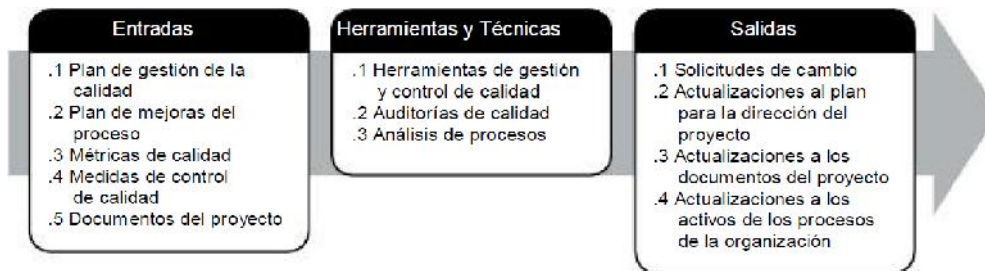 Entradas
.1 Plan de gestión de la
calidad
.2 Plan de mejoras del
proceso
.3 Métricas de calidad
.4 Medidas de control
de calidad
.5 Documentos del proyecto
Herramientas y Técnicas
.1 Herramientas de gestión
y control de calidad
.2 Auditorías de calidad
.3 Análisis de procesos
Salidas
.1 Solicitudes de cambio
.2 Actualizaciones al plan
para la dirección del
proyecto
.3 Actualizaciones a los
documentos del proyecto
.4 Actualizaciones a los
activos de los procesos
de la organización